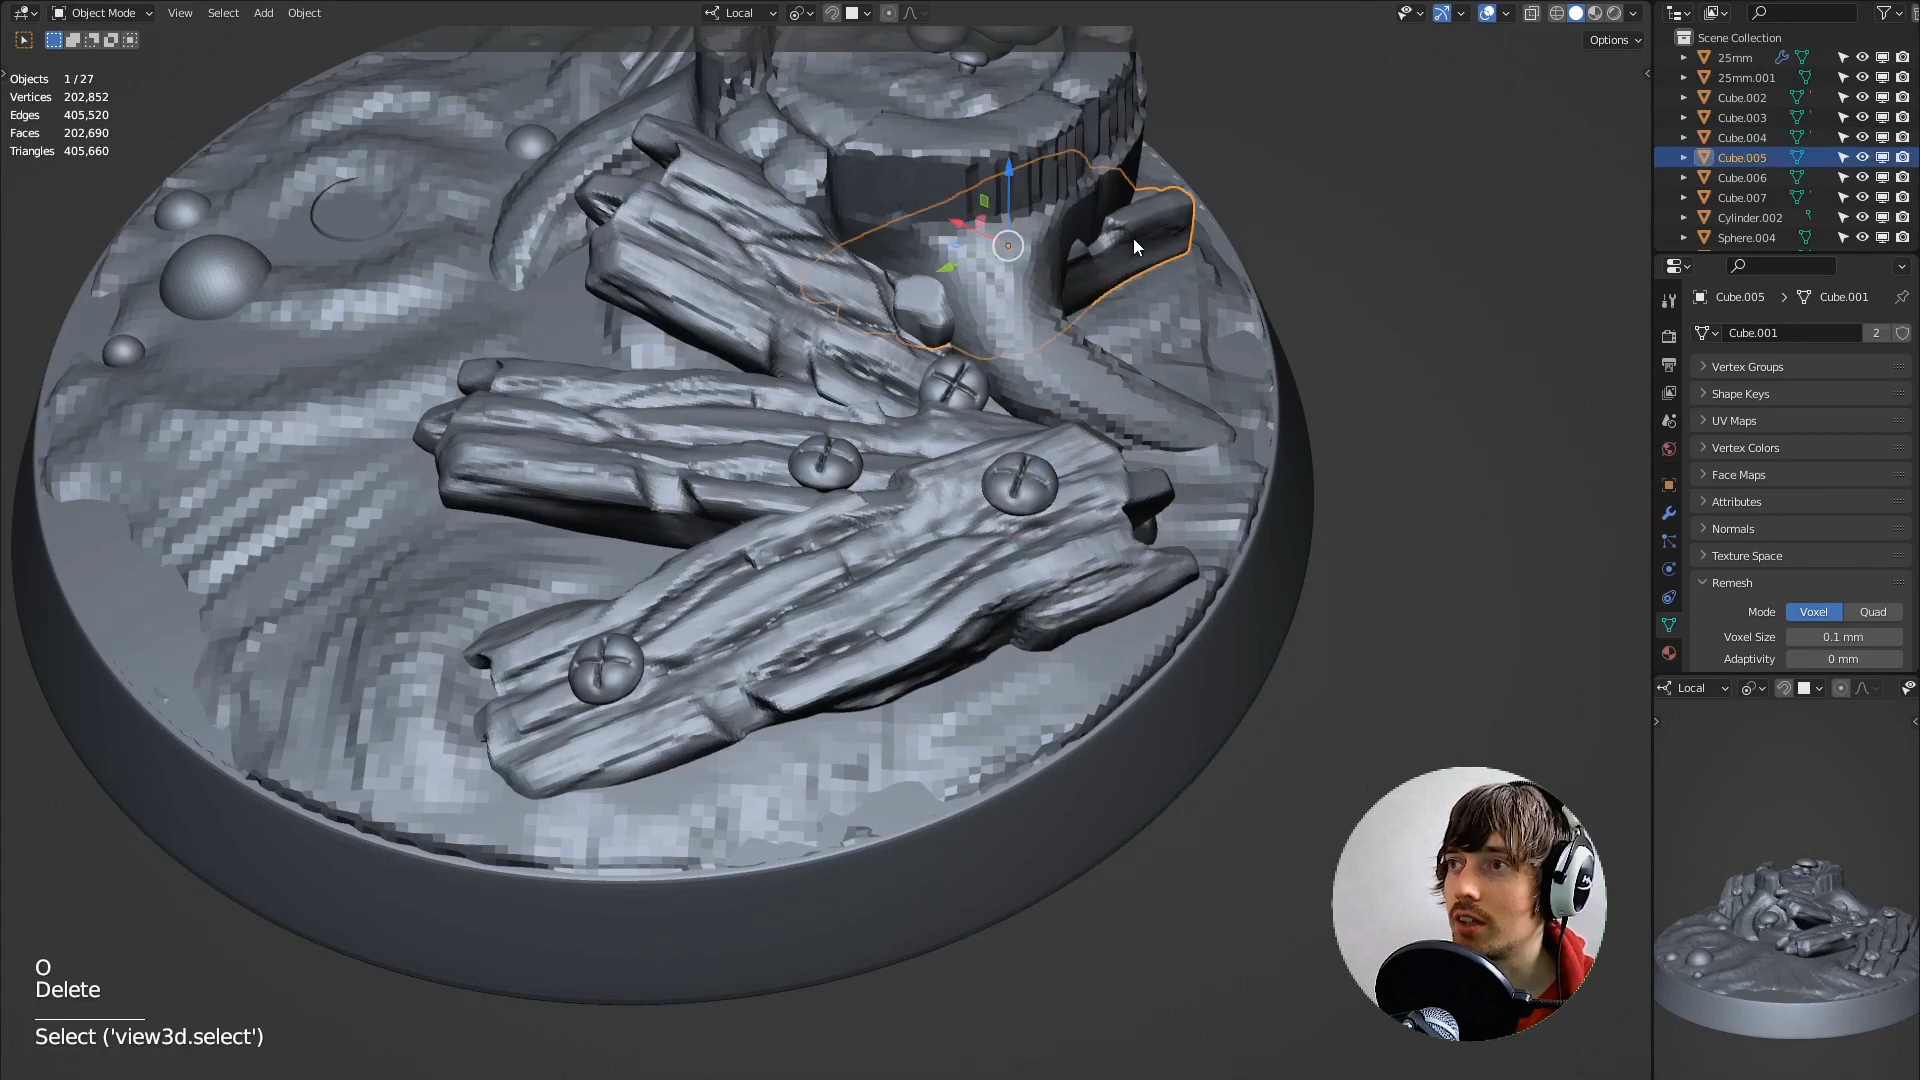 Object Mode View Select Add Object Local
Options
Objects 1 / 27
Vertices 202,852
Edges 405,520
Faces 202,690
Triangles 405,660
O
Delete
Select ('view3d.select')
Scene Collection
25mm
25mm.001
Cube.002
Cube.003
Cube.004
Cube.005
Cube.006
Cube.007
Cylinder.002
Sphere.004
Cube.005 Cube.001
Cube.001 2
Vertex Groups
Shape Keys
UV Maps
Vertex Colors
Face Maps
Attributes
Normals
Texture Space
Remesh
Mode Voxel Quad
Voxel Size 0.1 mm
Adaptivity 0 mm
Local